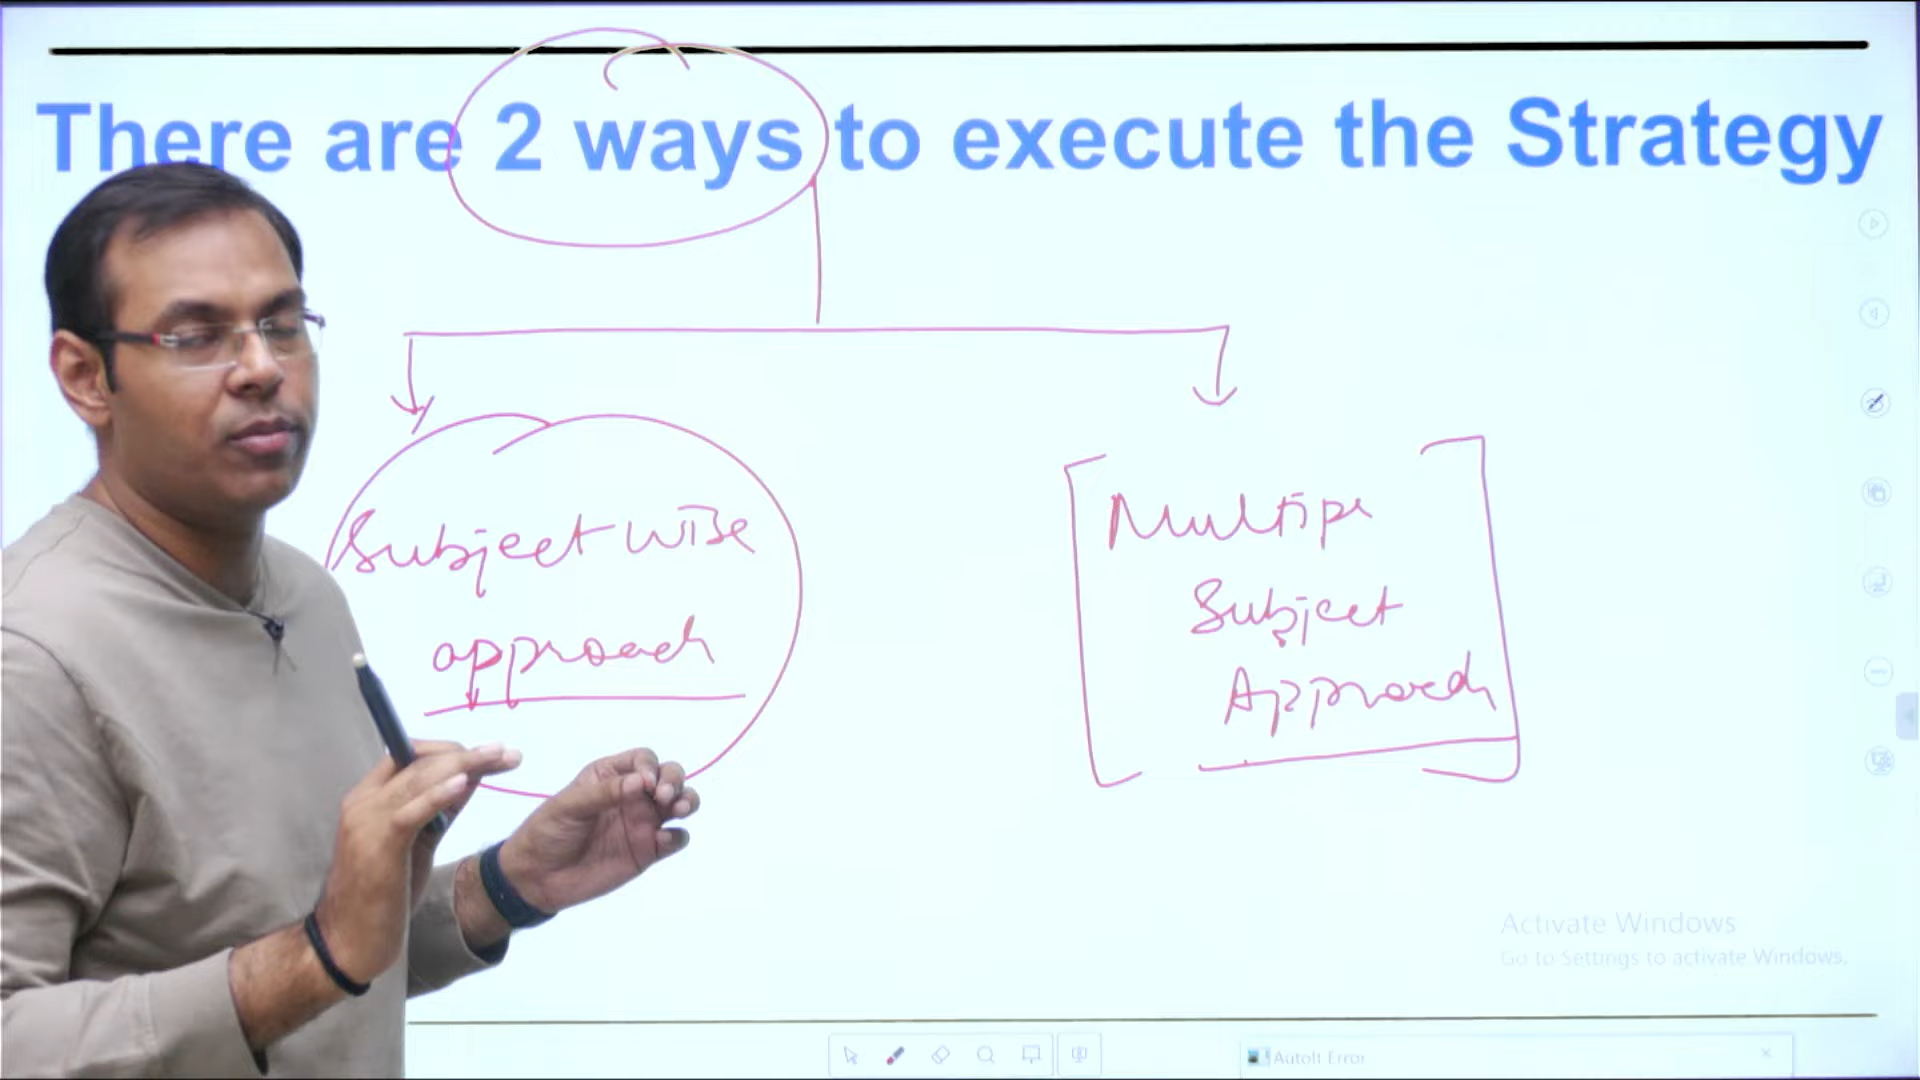 There are 2 ways to execute the Strategy
Subject wise
approach
Multiple
Subject
Approach
Activate Windows
Go to Settings to activate Windows.
AutoIt Error